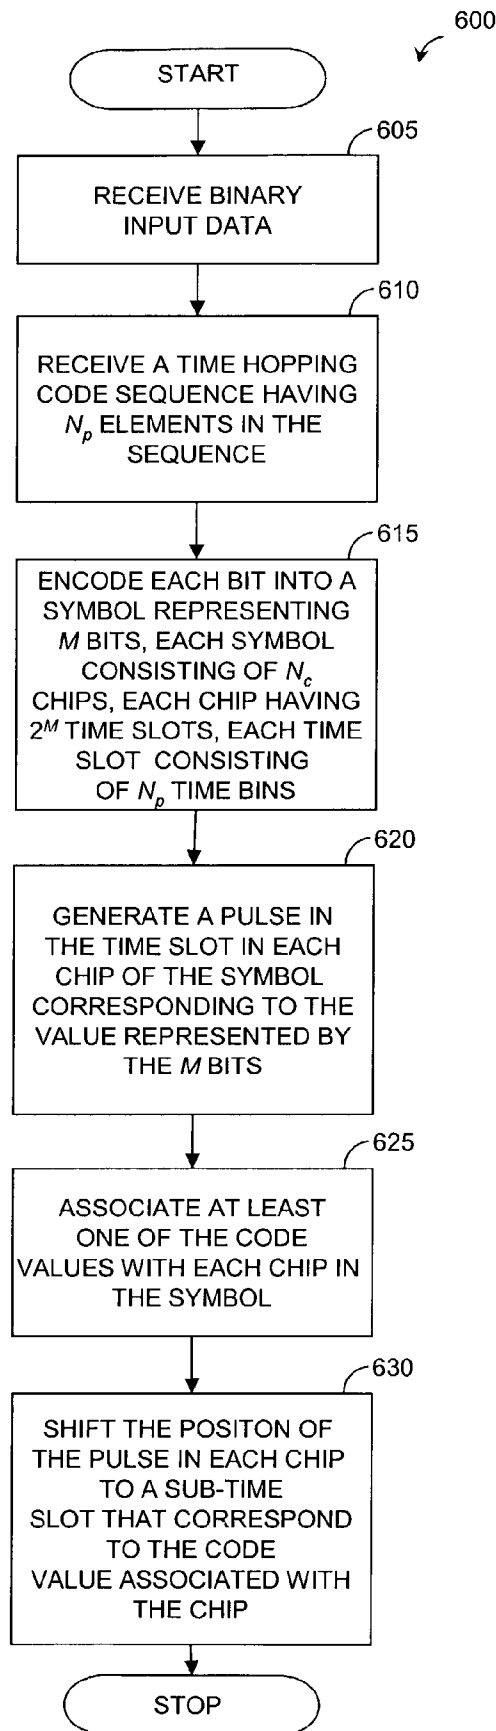 600
START
605
RECEIVE BINARY
INPUT DATA
610
RECEIVE A TIME HOPPING
CODE SEQUENCE HAVING
Np ELEMENTS IN THE
SEQUENCE
615
ENCODE EACH BIT INTO A
SYMBOL REPRESENTING
M BITS, EACH SYMBOL
CONSISTING OF Nc
CHIPS, EACH CHIP HAVING
2^M TIME SLOTS, EACH TIME
SLOT CONSISTING
OF Np TIME BINS
620
GENERATE A PULSE IN
THE TIME SLOT IN EACH
CHIP OF THE SYMBOL
CORRESPONDING TO THE
VALUE REPRESENTED BY
THE M BITS
625
ASSOCIATE AT LEAST
ONE OF THE CODE
VALUES WITH EACH CHIP IN
THE SYMBOL
630
SHIFT THE POSITON OF
THE PULSE IN EACH CHIP
TO A SUB-TIME
SLOT THAT CORRESPOND
TO THE CODE
VALUE ASSOCIATED WITH
THE CHIP
STOP